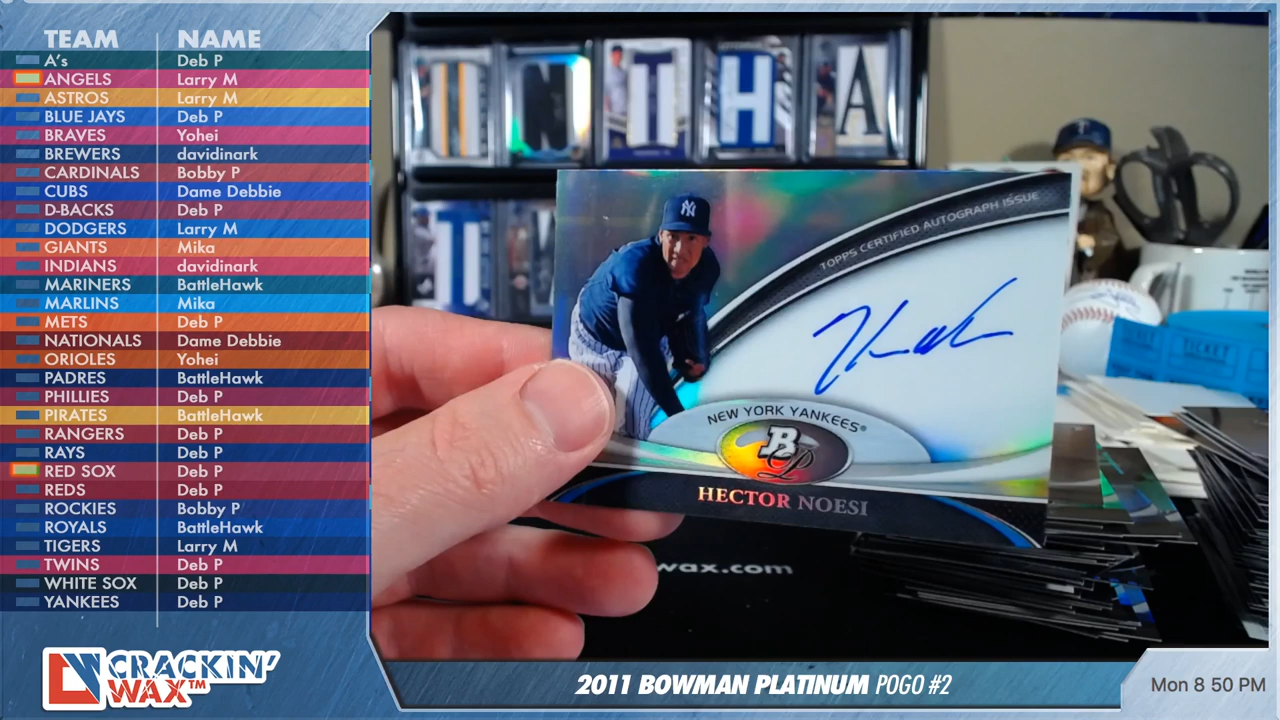 TEAM NAME
A's Deb P
ANGELS Larry M
ASTROS Larry M
BLUE JAYS Deb P
BRAVES Yohei
BREWERS davidinark
CARDINALS Bobby P
CUBS Dame Debbie
D-BACKS Deb P
DODGERS Larry M
GIANTS Mika
INDIANS davidinark
MARINERS BattleHawk
MARLINS Mika
METS Deb P
NATIONALS Dame Debbie
ORIOLES Yohei
PADRES BattleHawk
PHILLIES Deb P
PIRATES BattleHawk
RANGERS Deb P
RAYS Deb P
RED SOX Deb P
REDS Deb P
ROCKIES Bobby P
ROYALS BattleHawk
TIGERS Larry M
TWINS Deb P
WHITE SOX Deb P
YANKEES Deb P
CRACKIN'
WAX™
N T H A
TOPPS CERTIFIED AUTOGRAPH ISSUE
NY
NEW YORK YANKEES®
BP
HECTOR NOESI
TICKET
wax.com
2011 BOWMAN PLATINUM POGO #2
Mon 8 50 PM